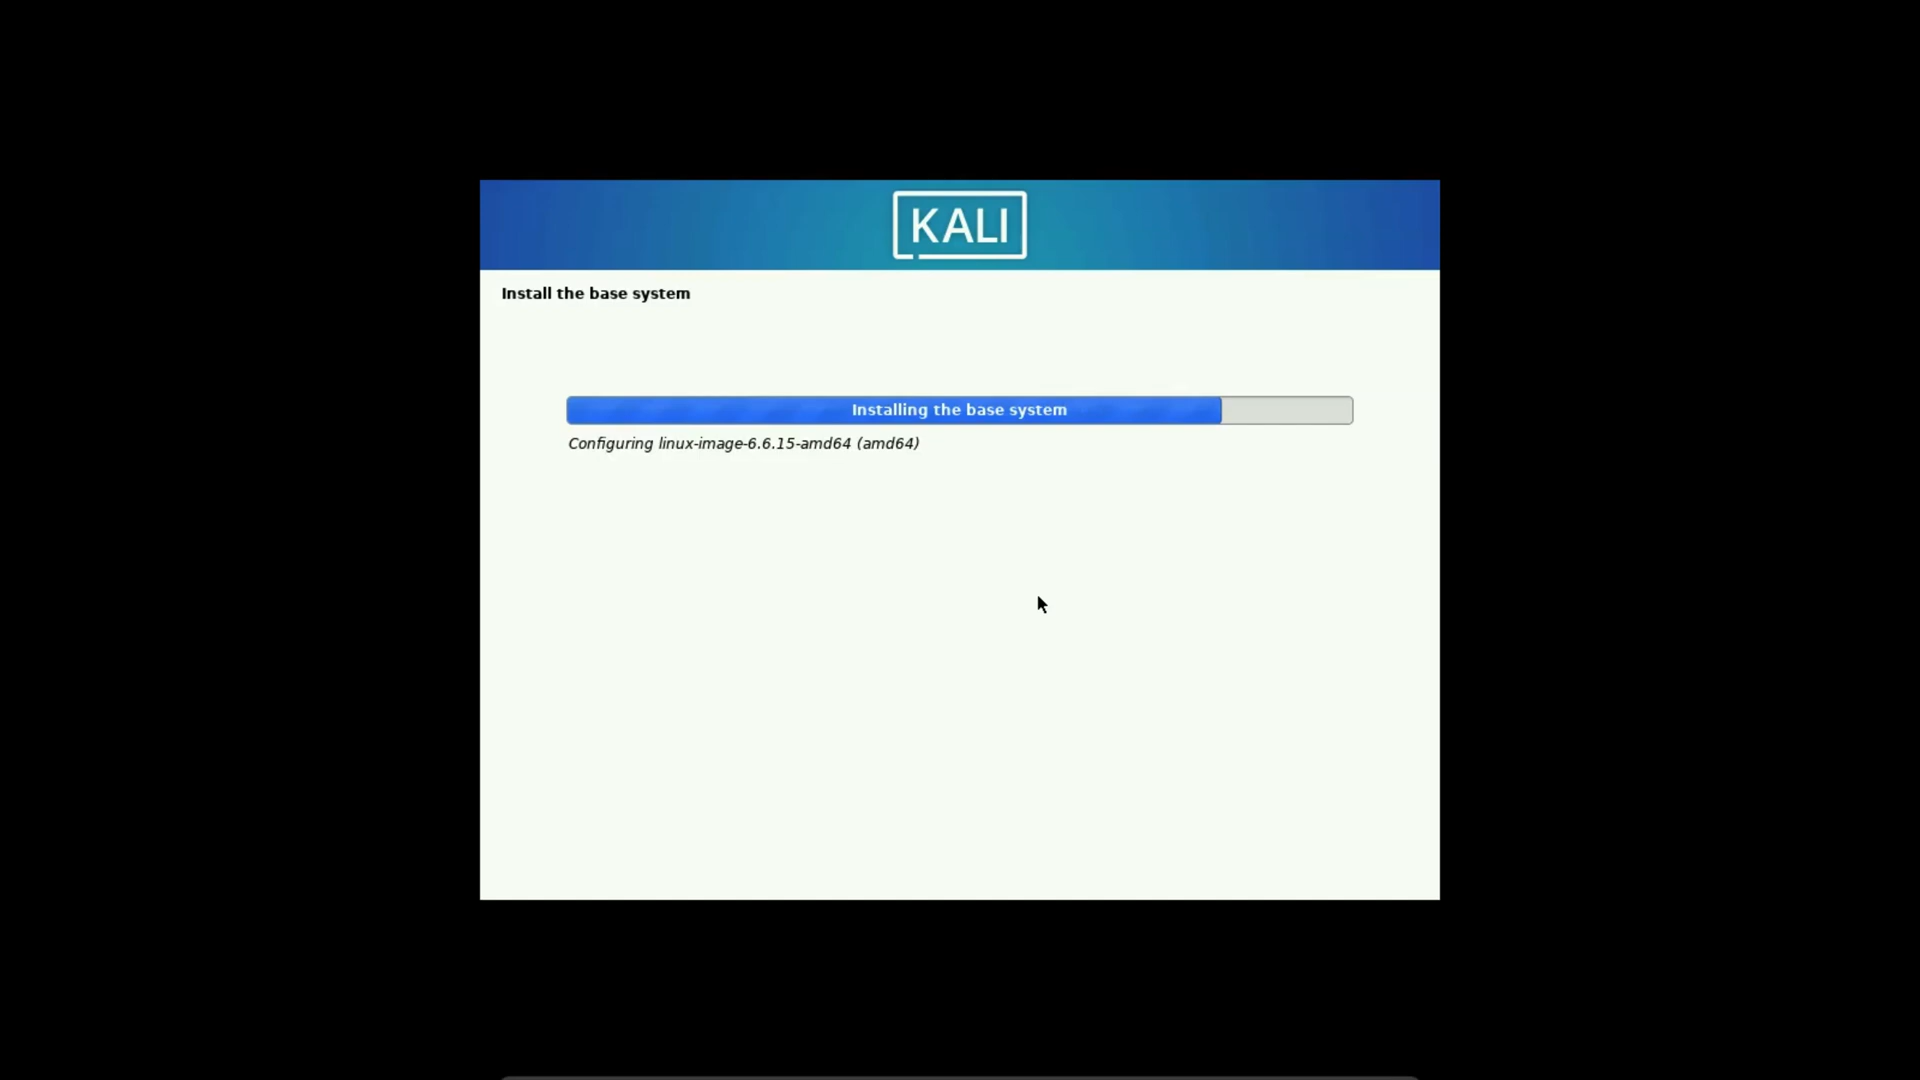 KALI
Install the base system
Installing the base system
Configuring linux-image-6.6.15-amd64 (amd64)